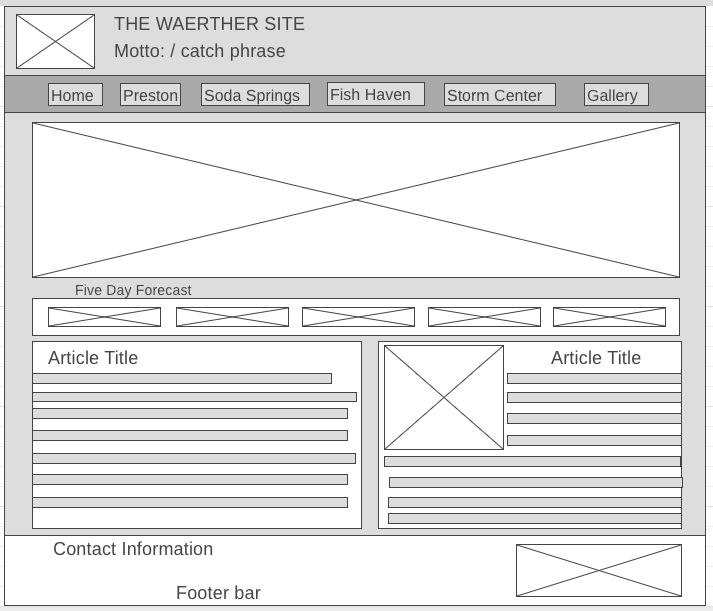 THE WAERTHER SITE
Motto: / catch phrase
Home Preston Soda Springs Fish Haven Storm Center Gallery
Five Day Forecast
Article Title
Article Title
Contact Information
Footer bar